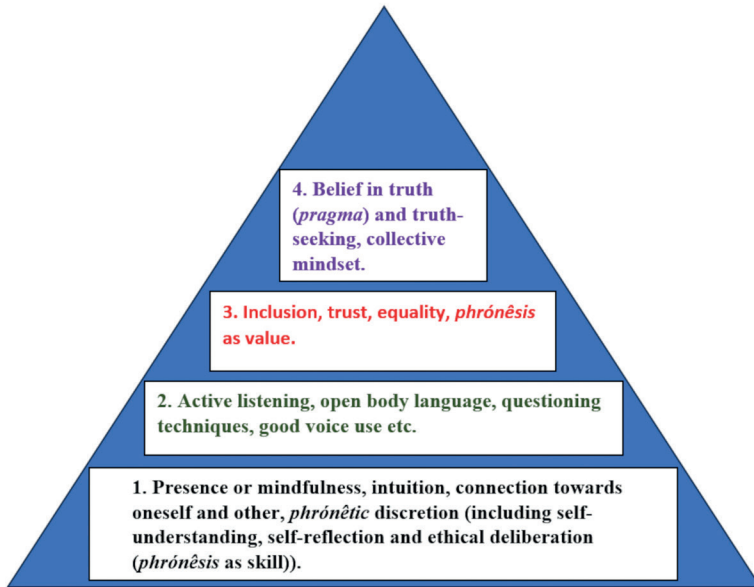 4. Belief in truth
(pragma) and truth-
seeking, collective
mindset.
3. Inclusion, trust, equality, phrónêsis
as value.
2. Active listening, open body language, questioning
techniques, good voice use etc.
1. Presence or mindfulness, intuition, connection towards
oneself and other, phrónêtic discretion (including self-
understanding, self-reflection and ethical deliberation
(phrónêsis as skill)).